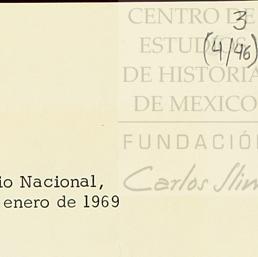 3
(4/46)
CENTRO DE
ESTUDIOS
DE HISTORIA
DE MEXICO
FUNDACIÓN
Carlos Slim
io Nacional,
enero de 1969